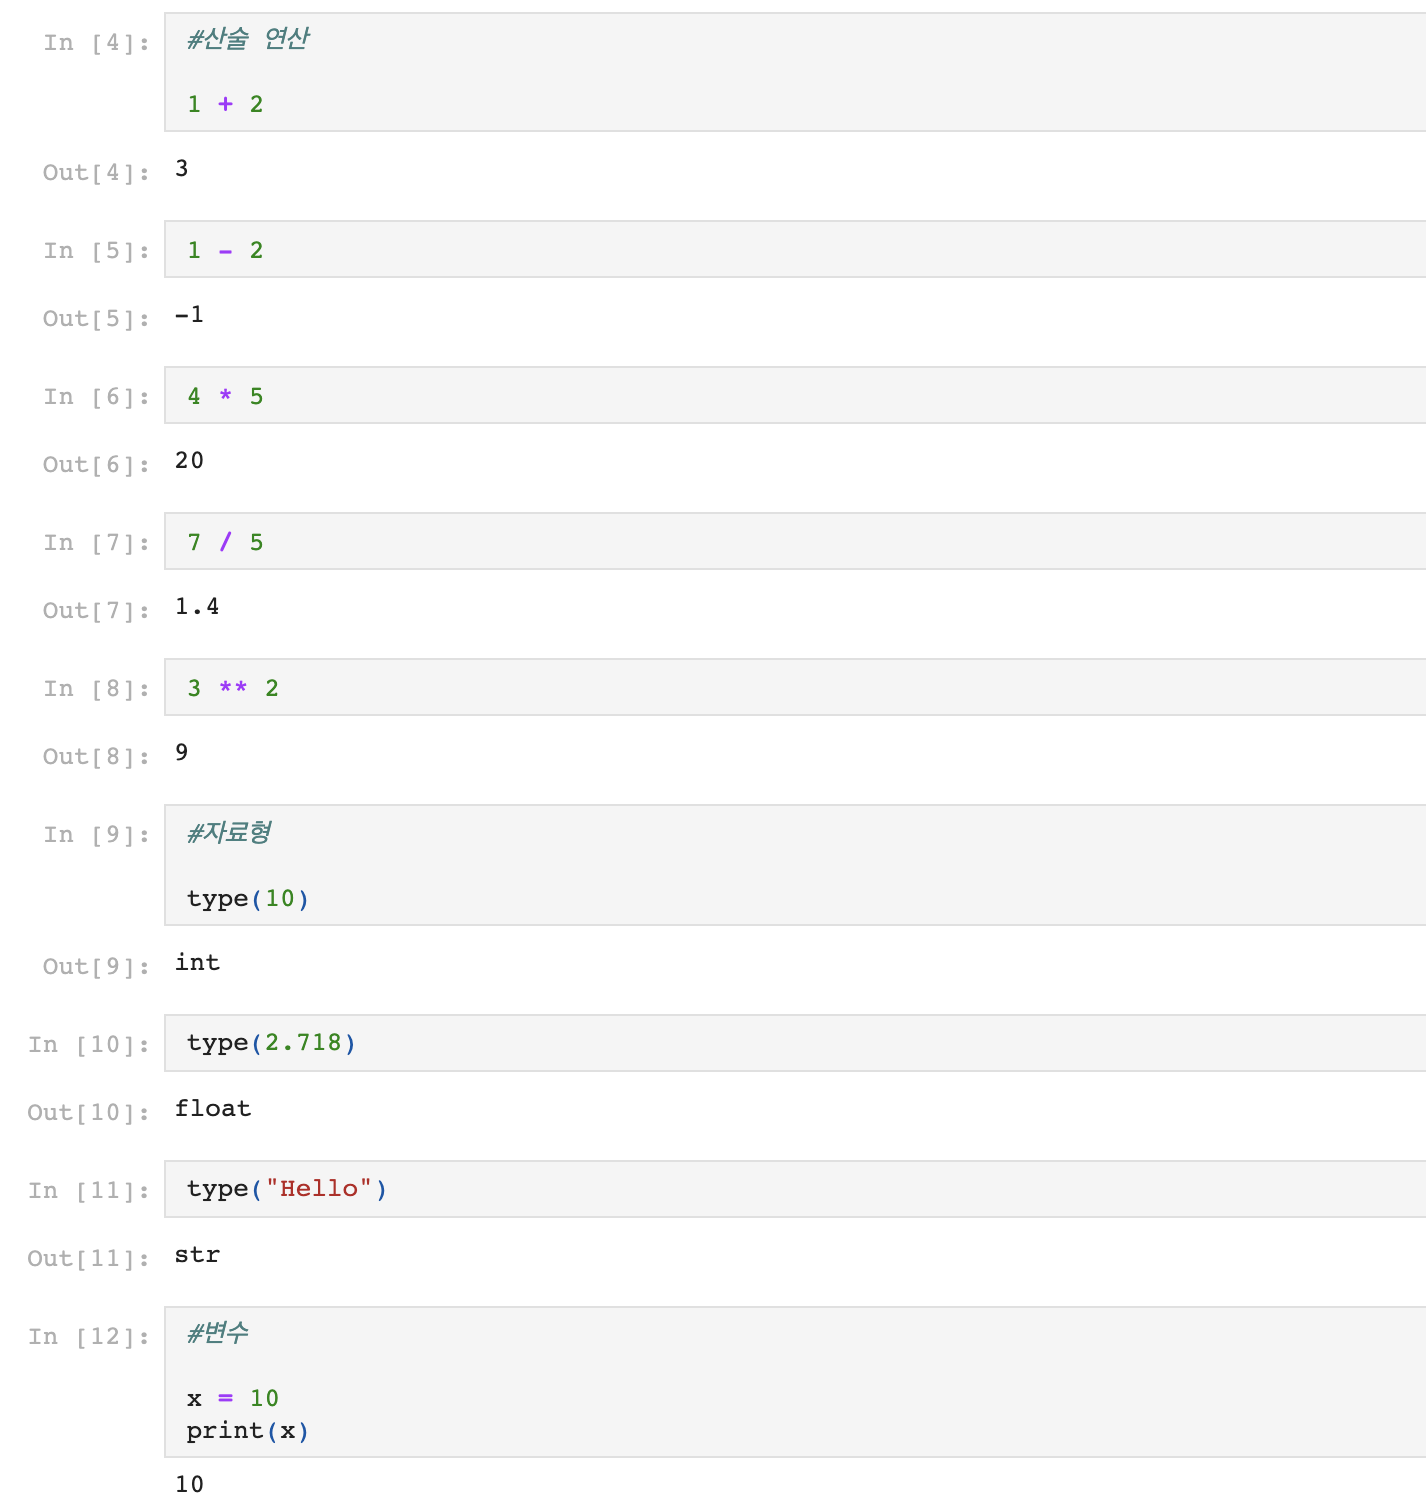 In [4]: #산술 연산
1 + 2
Out[4]: 3
In [5]: 1 - 2
Out[5]: -1
In [6]: 4 * 5
Out[6]: 20
In [7]: 7 / 5
Out[7]: 1.4
In [8]: 3 ** 2
Out[8]: 9
In [9]: #자료형
type(10)
Out[9]: int
In [10]: type(2.718)
Out[10]: float
In [11]: type("Hello")
Out[11]: str
In [12]: #변수
x = 10
print(x)
10